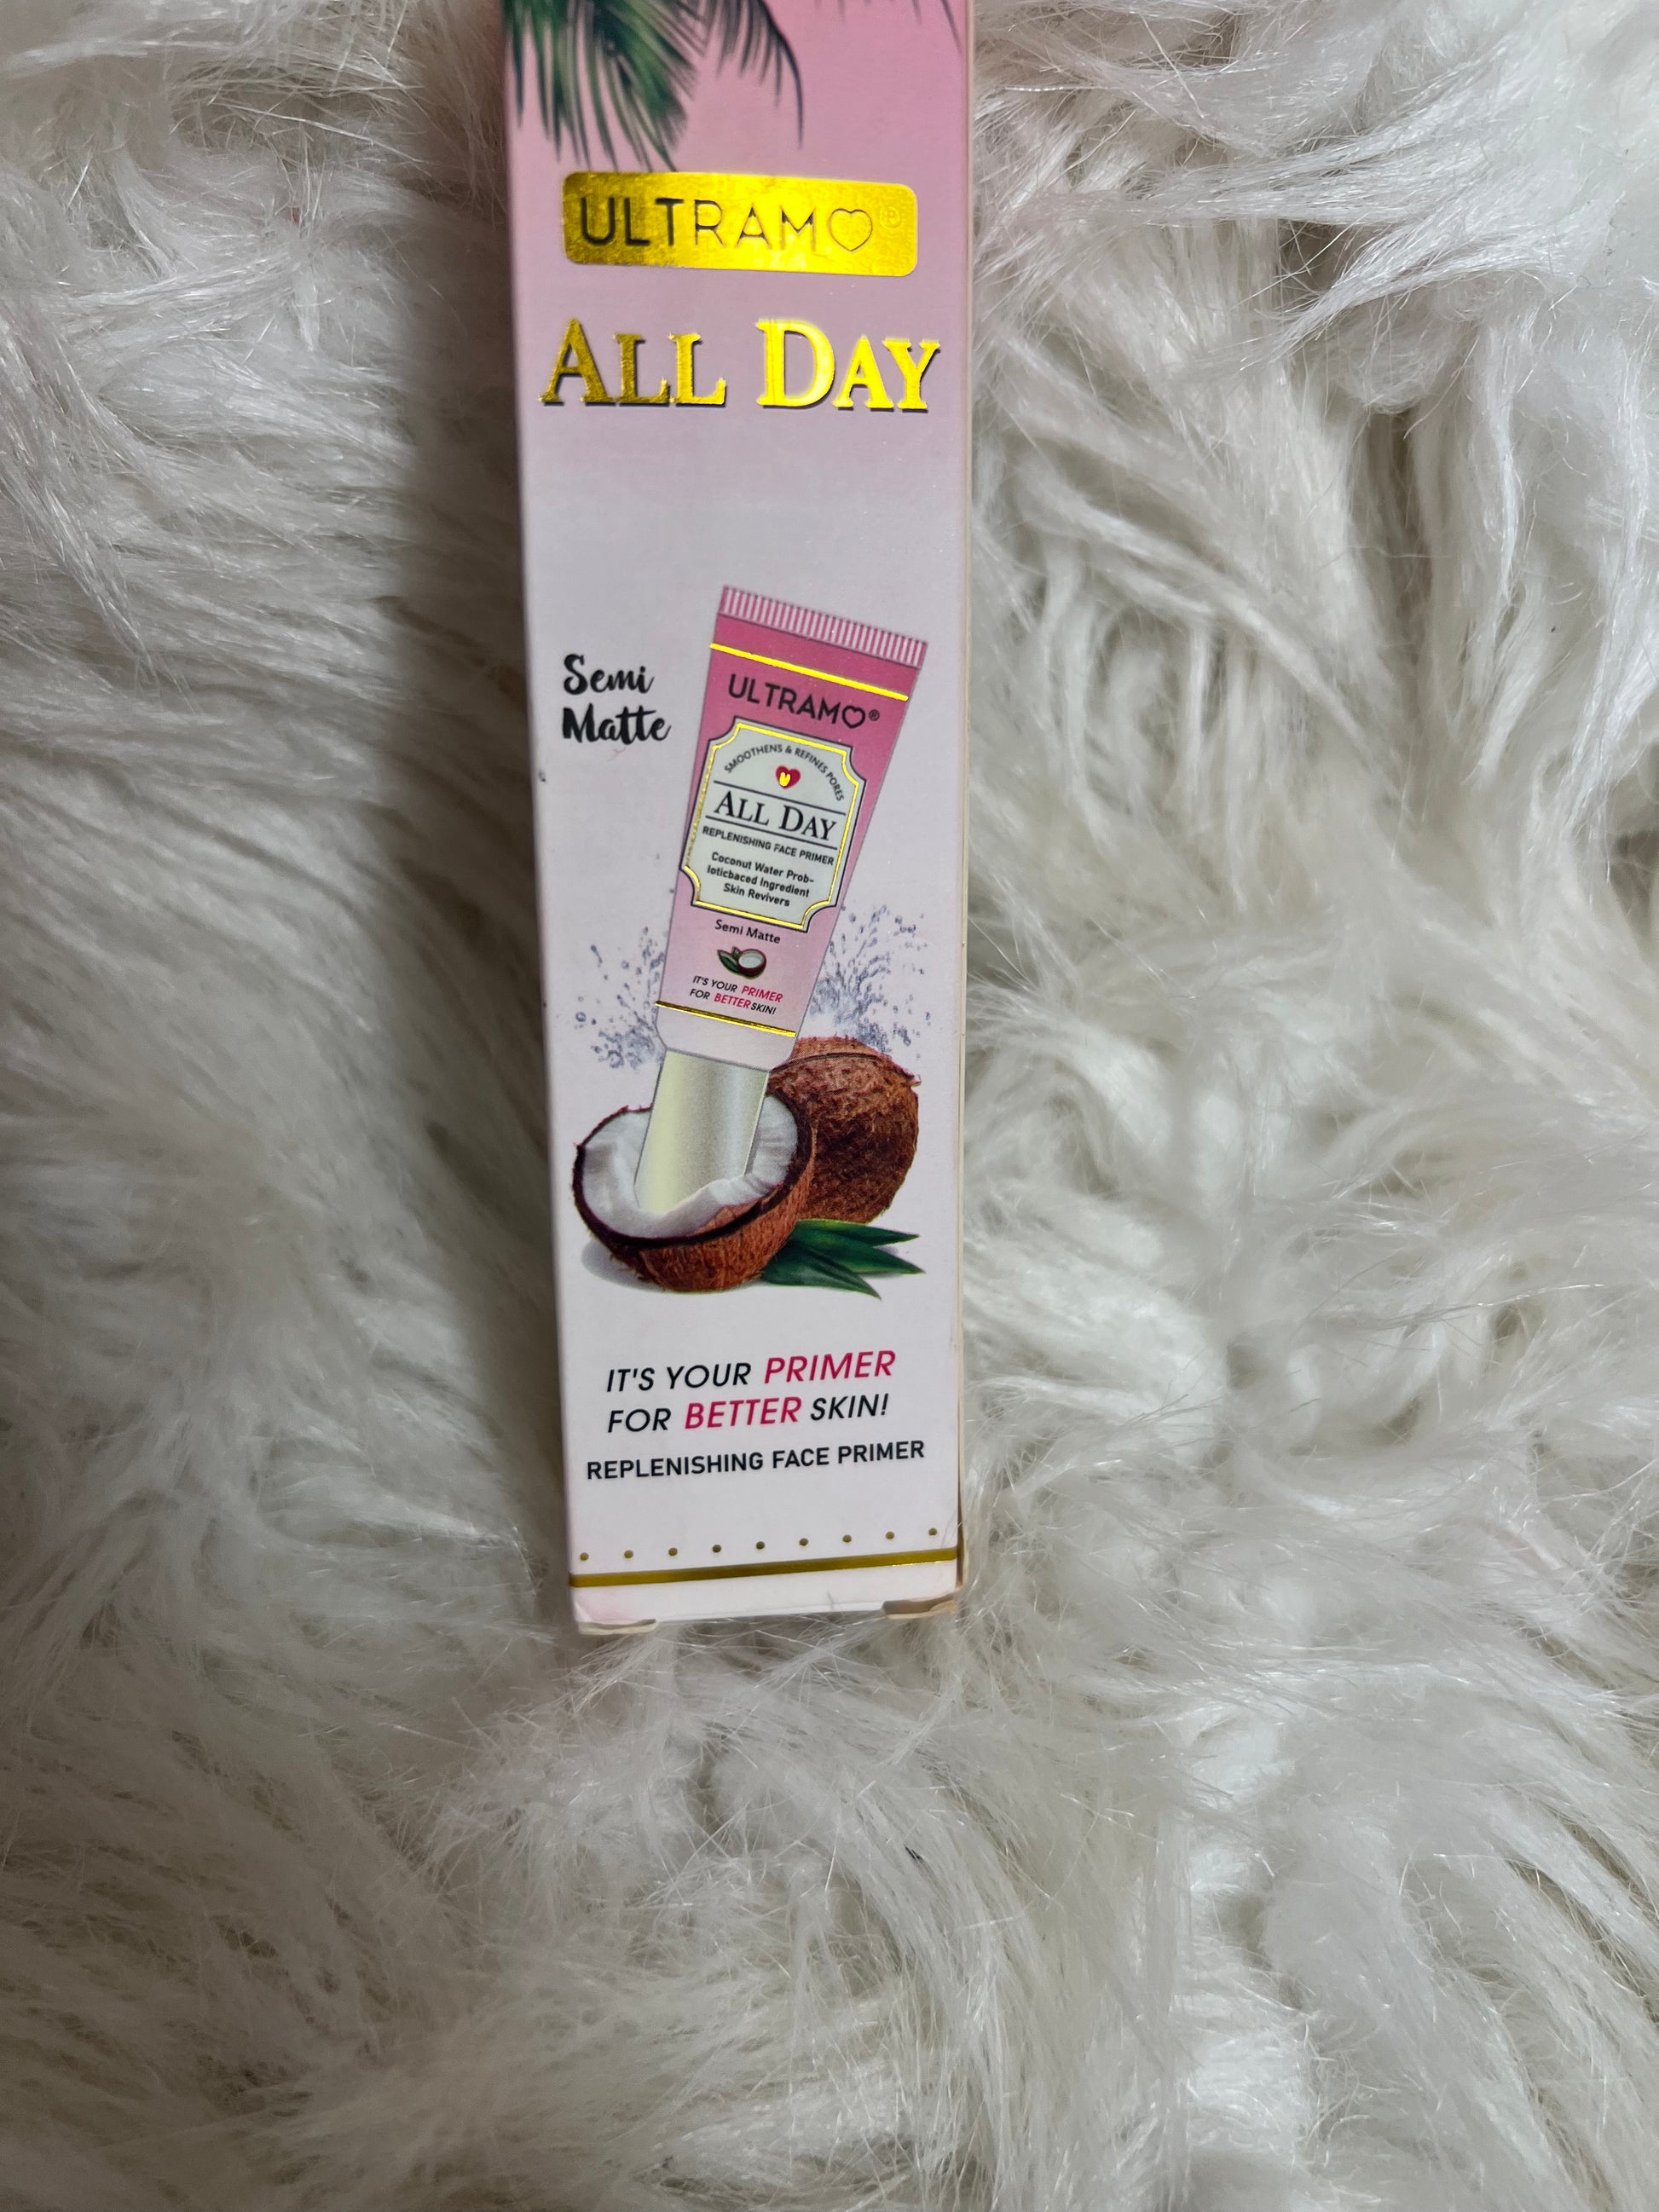 ULTRAMO®
ALL DAY
Semi
Matte
ULTRAMO®
SMOOTHENS & REFINES PORES
U
ALL DAY
REPLENISHING FACE PRIMER
Coconut Water Prob-
ioticbaced Ingredient
Skin Revivers
Semi Matte
IT'S YOUR PRIMER
FOR BETTER SKIN!
IT'S YOUR PRIMER
FOR BETTER SKIN!
REPLENISHING FACE PRIMER